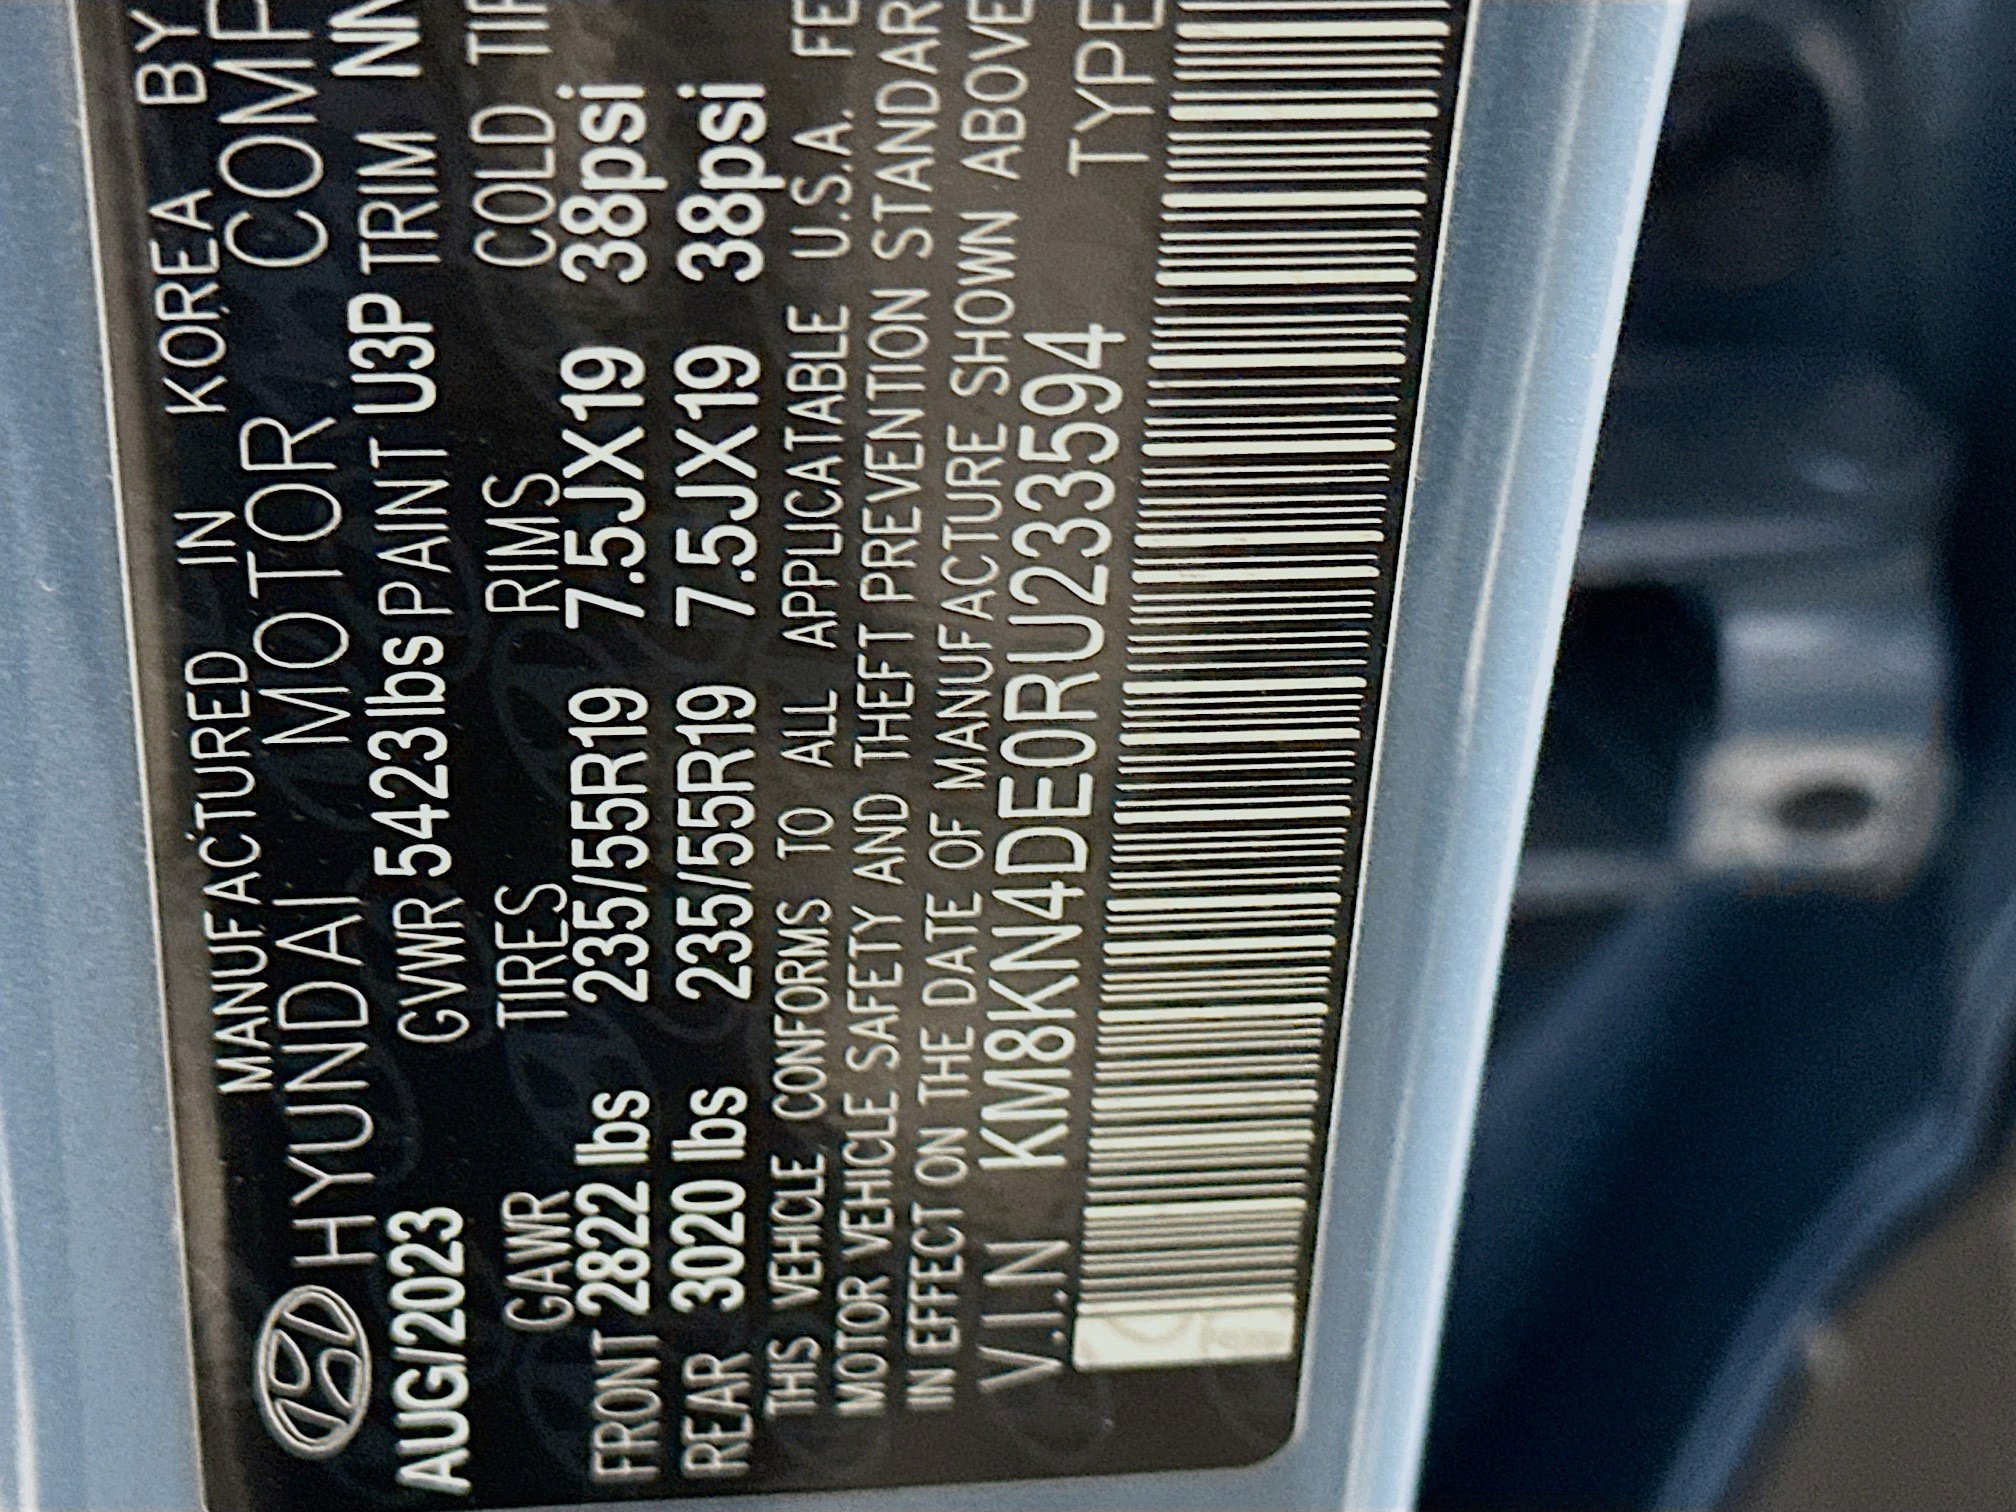 MANUFACTURED IN KOREA BY
HYUNDAI MOTOR COMP
AUG/2023 GVWR 5423lbs PAINT U3P TRIM NN
GAWR TIRES RIMS COLD TIR
FRONT 2822 lbs 235/55R19 7.5JX19 38psi
REAR 3020 lbs 235/55R19 7.5JX19 38psi
THIS VEHICLE CONFORMS TO ALL APPLICATABLE U.S.A. FE
MOTOR VEHICLE SAFETY AND THEFT PREVENTION STANDAR
IN EFFECT ON THE DATE OF MANUFACTURE SHOWN ABOVE
V.I.N KM8KN4DE0RU233594 TYPE